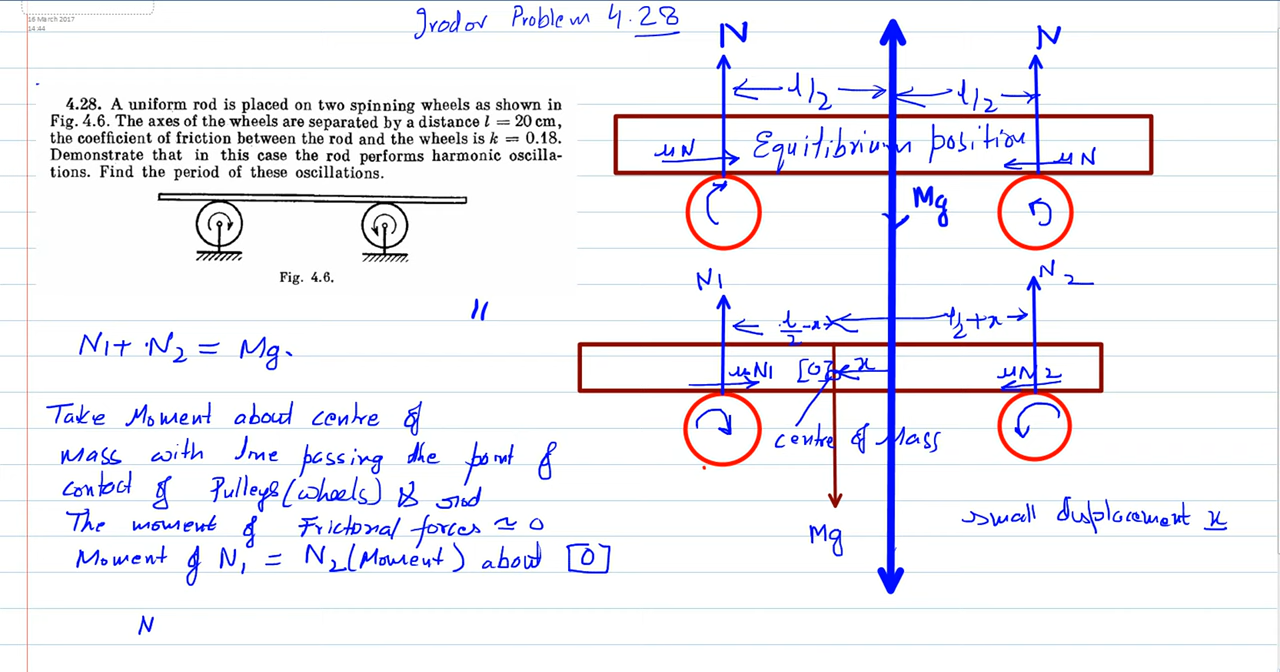 16 March 2017
14:44
Irodov Problem 4.28
4.28. A uniform rod is placed on two spinning wheels as shown in
Fig. 4.6. The axes of the wheels are separated by a distance l = 20 cm,
the coefficient of friction between the rod and the wheels is k = 0.18.
Demonstrate that in this case the rod performs harmonic oscilla-
tions. Find the period of these oscillations.
Fig. 4.6.
N1 + N2 = Mg.
Take Moment about centre of
Mass with line passing the point of
contact of Pulleys (wheels) & rod
The moment of Frictional forces ≈ 0
Moment of N1 = N2 (Moment) about [0]
N
N
N
l/2
l/2
μN
Equilibrium position
μN
Mg
N1
N2
l/2 - x
l/2 + x
μN1
[0]
x
μN2
centre of Mass
Mg
small displacement x